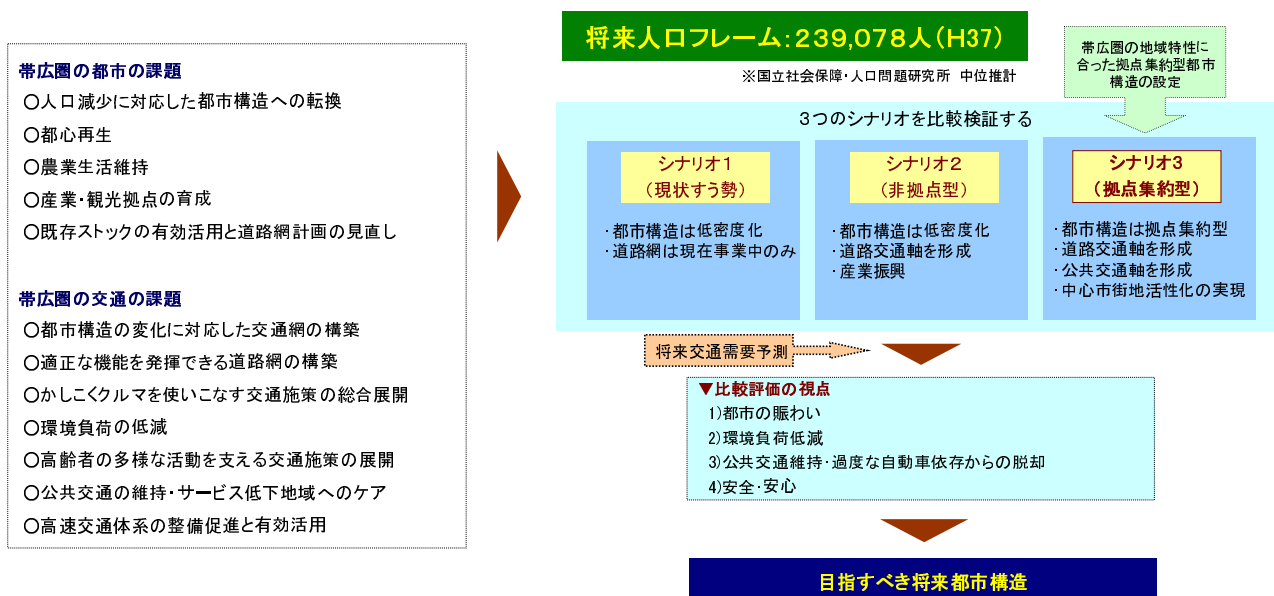 帯広圏の都市の課題
○人口減少に対応した都市構造への転換
○都心再生
○農業生活維持
○産業・観光拠点の育成
○既存ストックの有効活用と道路網計画の見直し
帯広圏の交通の課題
○都市構造の変化に対応した交通網の構築
○適正な機能を発揮できる道路網の構築
○かしこくクルマを使いこなす交通施策の総合展開
○環境負荷の低減
○高齢者の多様な活動を支える交通施策の展開
○公共交通の維持・サービス低下地域へのケア
○高速交通体系の整備促進と有効活用
将来人口フレーム：239,078人（H37）
※国立社会保障・人口問題研究所 中位推計
帯広圏の地域特性に
合った拠点集約型都市
構造の設定
３つのシナリオを比較検証する
シナリオ１
（現状すう勢）
・都市構造は低密度化
・道路網は現在事業中のみ
シナリオ２
（非拠点型）
・都市構造は低密度化
・道路交通軸を形成
・産業振興
シナリオ３
（拠点集約型）
・都市構造は拠点集約型
・道路交通軸を形成
・公共交通軸を形成
・中心市街地活性化の実現
将来交通需要予測
▼比較評価の視点
1)都市の賑わい
2)環境負荷低減
3)公共交通維持・過度な自動車依存からの脱却
4)安全・安心
目指すべき将来都市構造